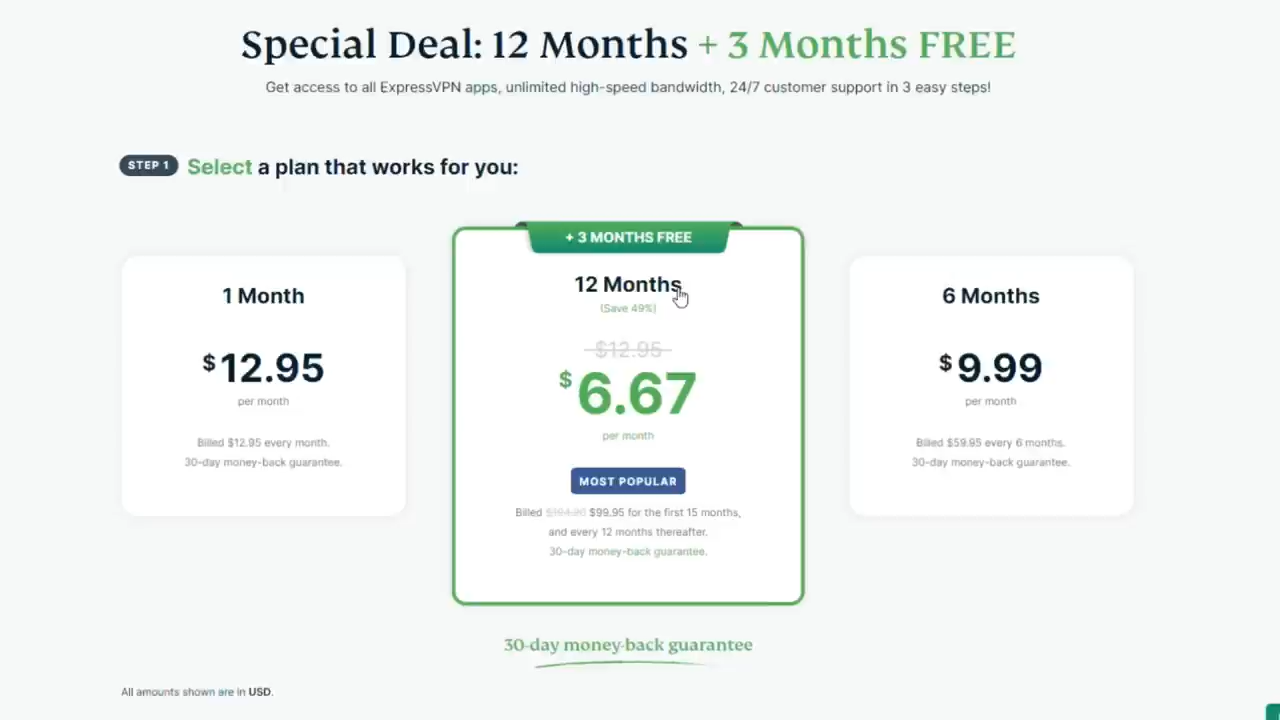 Special Deal: 12 Months + 3 Months FREE
Get access to all ExpressVPN apps, unlimited high-speed bandwidth, 24/7 customer support in 3 easy steps!
STEP 1 Select a plan that works for you:
1 Month
$12.95
per month
Billed $12.95 every month.
30-day money-back guarantee.
+ 3 MONTHS FREE
12 Months
(Save 49%)
$12.95
$6.67
per month
MOST POPULAR
Billed $194.26 $99.95 for the first 15 months,
and every 12 months thereafter.
30-day money-back guarantee.
6 Months
$9.99
per month
Billed $59.95 every 6 months.
30-day money-back guarantee.
30-day money-back guarantee
All amounts shown are in USD.